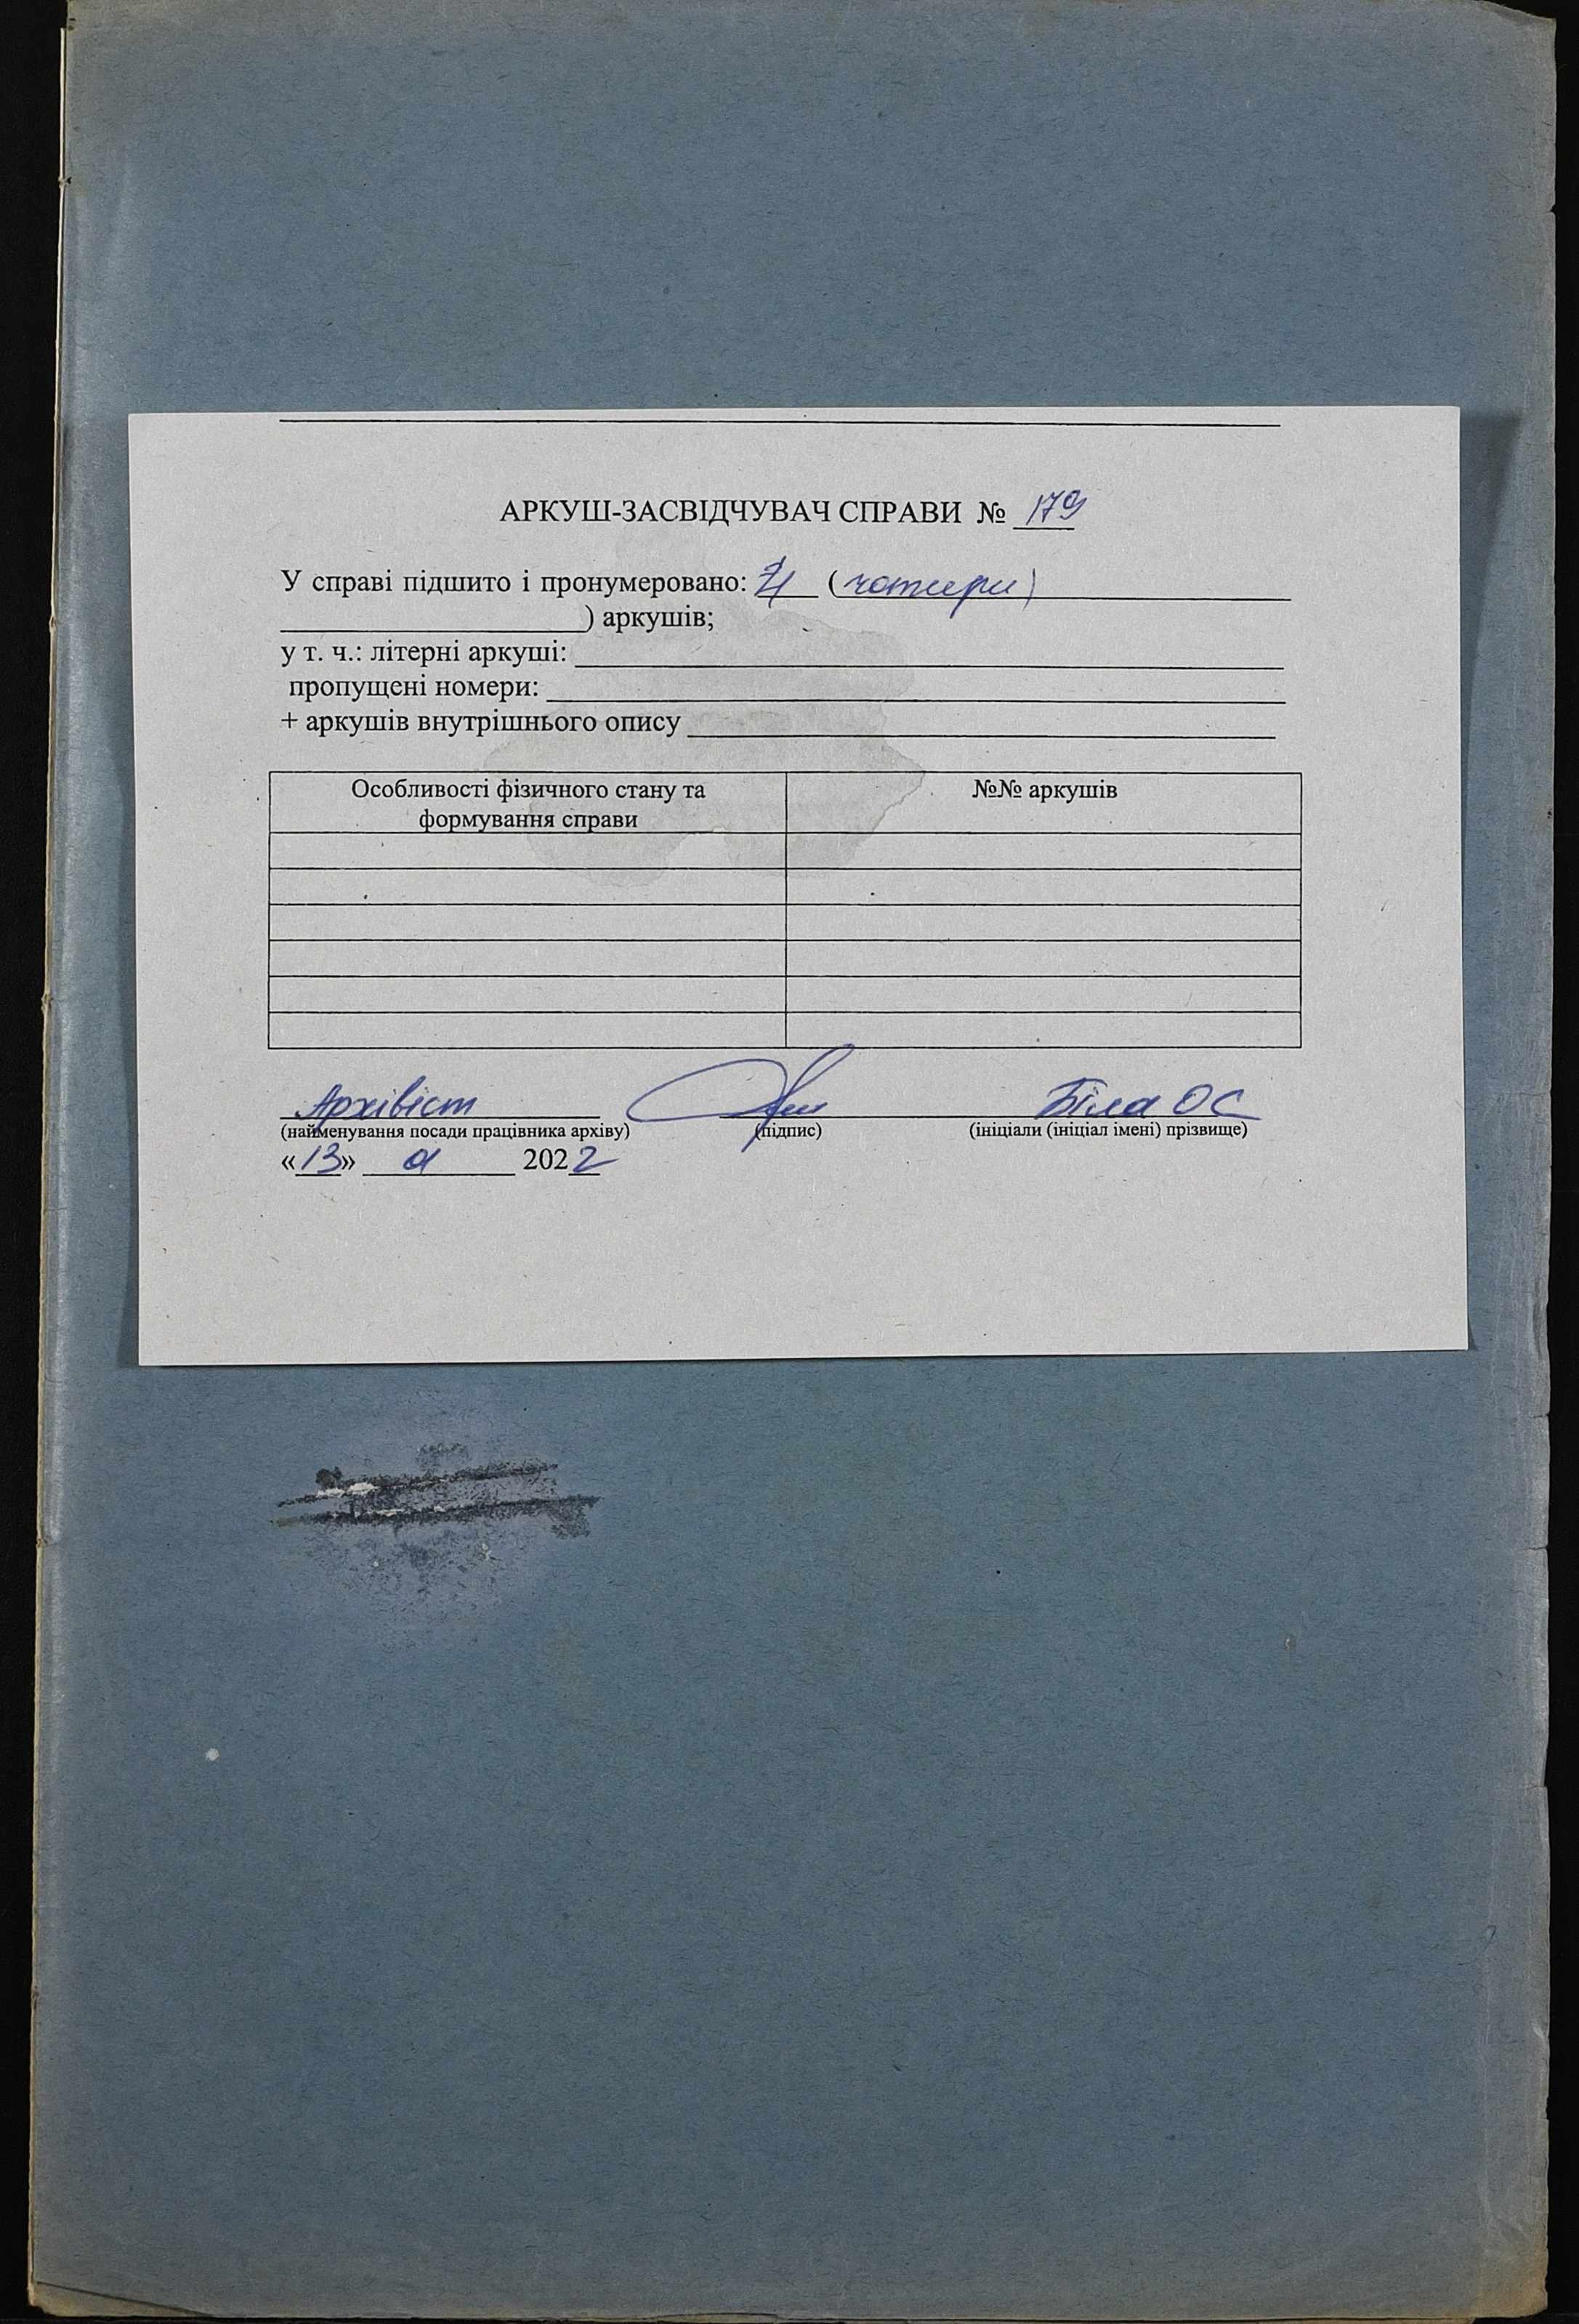 АРКУШ-ЗАСВІДЧУВАЧ СПРАВИ № 179
У справі підшито і пронумеровано: 4 (чотири)
) аркушів;
у т. ч.: літерні аркуші:
пропущені номери:
+ аркушів внутрішнього опису
Особливості фізичного стану та
формування справи
№№ аркушів
Архівіст Біла ОС
(найменування посади працівника архіву) (підпис) (ініціали (ініціал імені) прізвище)
«13» 2022